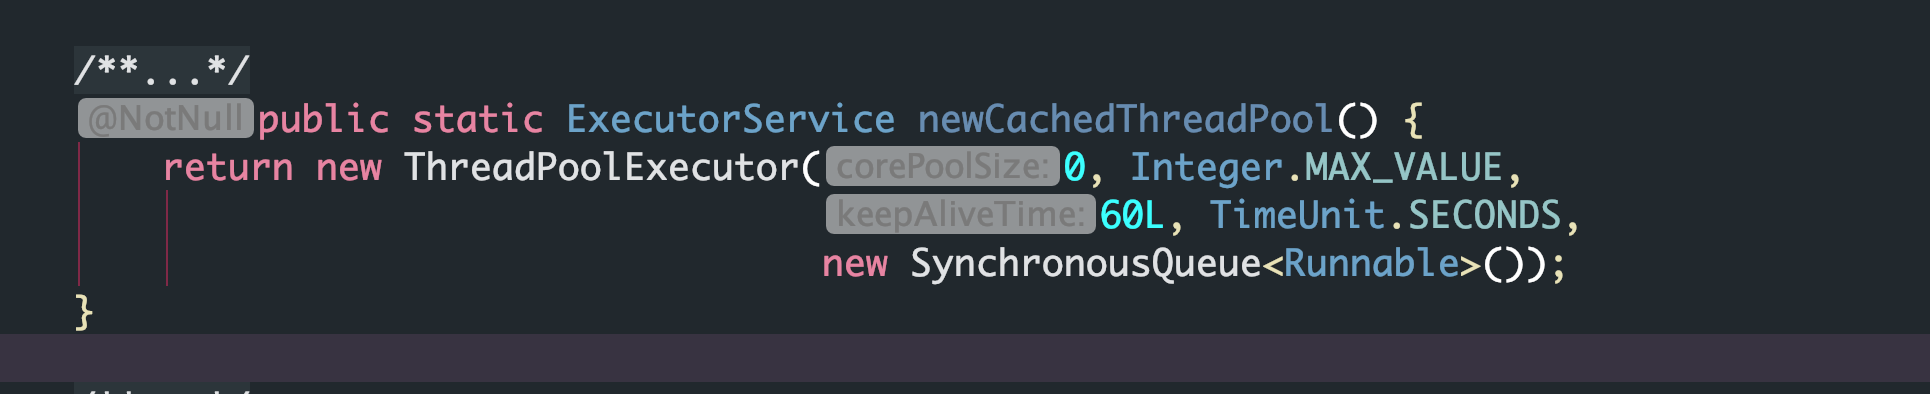 /**...*/
@NotNull public static ExecutorService newCachedThreadPool() {
return new ThreadPoolExecutor( corePoolSize: 0, Integer.MAX_VALUE,
keepAliveTime: 60L, TimeUnit.SECONDS,
new SynchronousQueue<Runnable>());
}